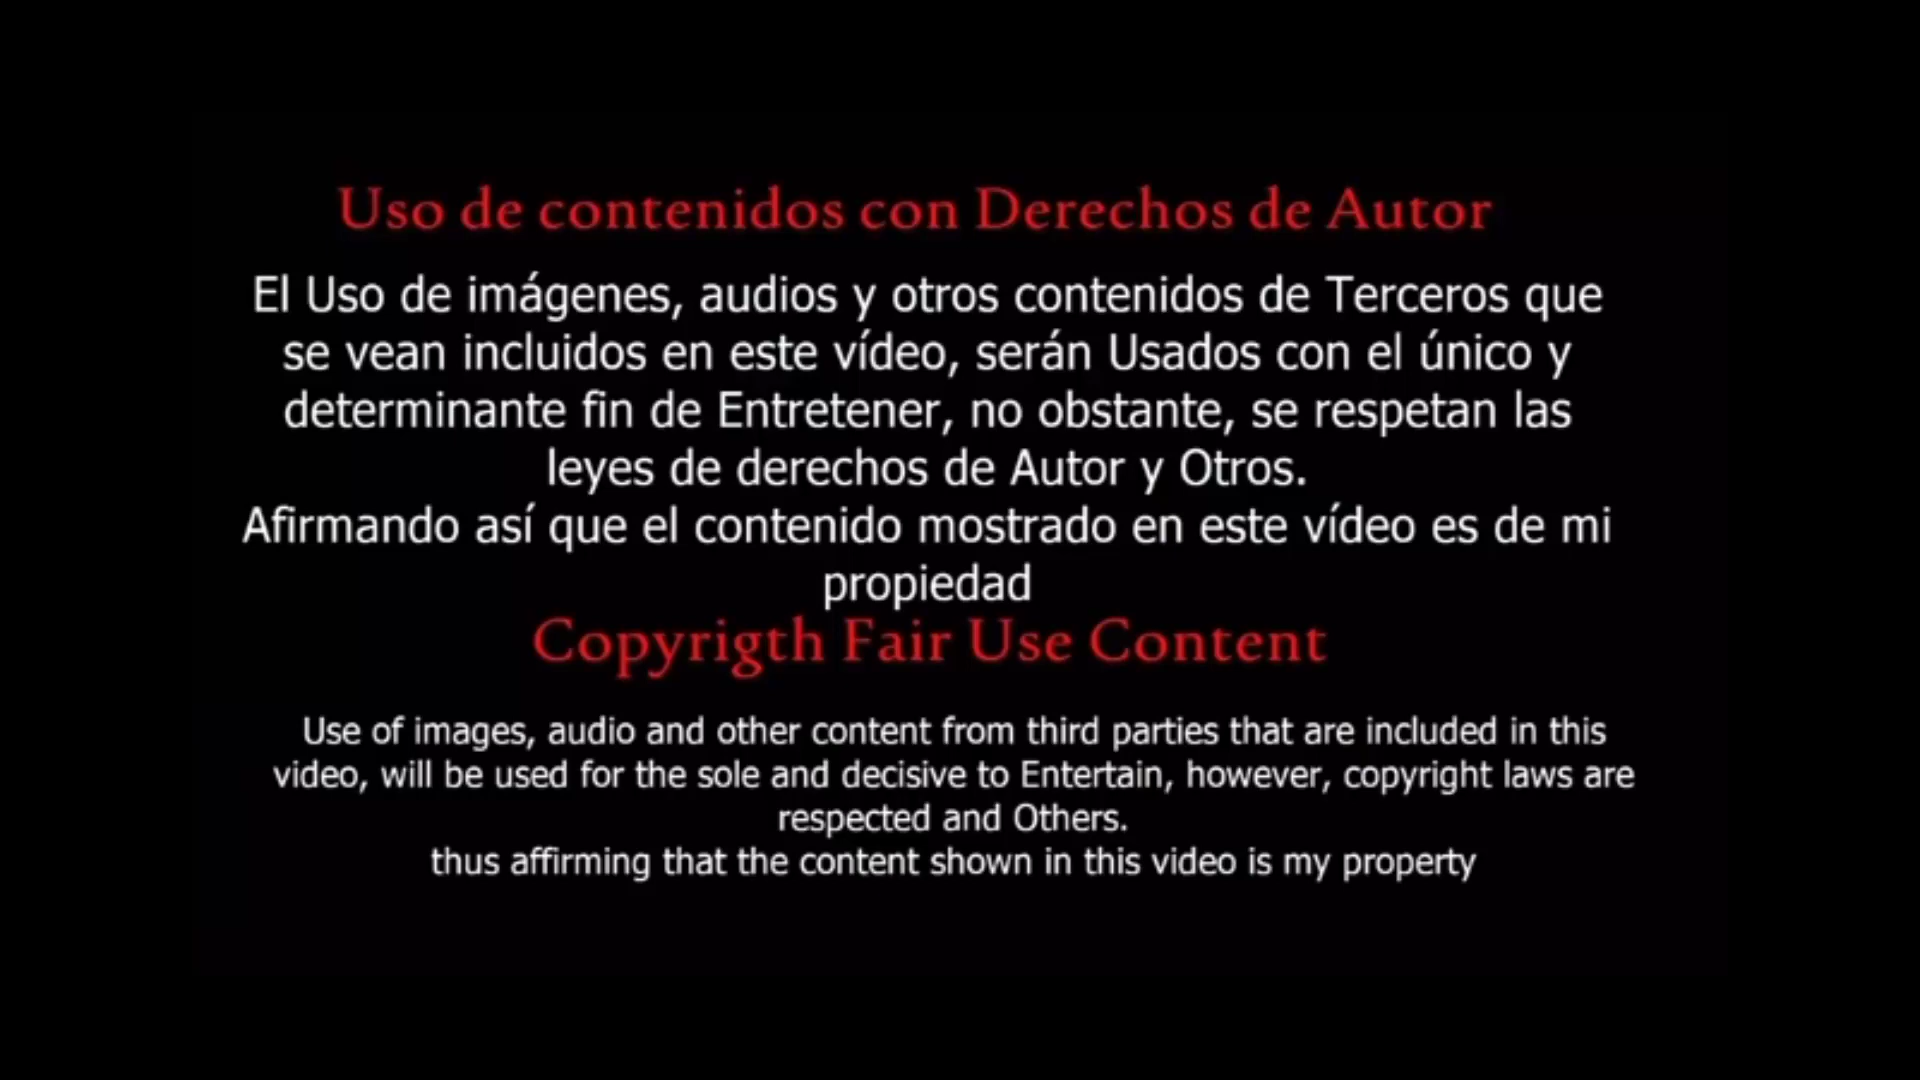 Uso de contenidos con Derechos de Autor
El Uso de imágenes, audios y otros contenidos de Terceros que
se vean incluidos en este vídeo, serán Usados con el único y
determinante fin de Entretener, no obstante, se respetan las
leyes de derechos de Autor y Otros.
Afirmando así que el contenido mostrado en este vídeo es de mi
propiedad
Copyrigth Fair Use Content
Use of images, audio and other content from third parties that are included in this
video, will be used for the sole and decisive to Entertain, however, copyright laws are
respected and Others.
thus affirming that the content shown in this video is my property